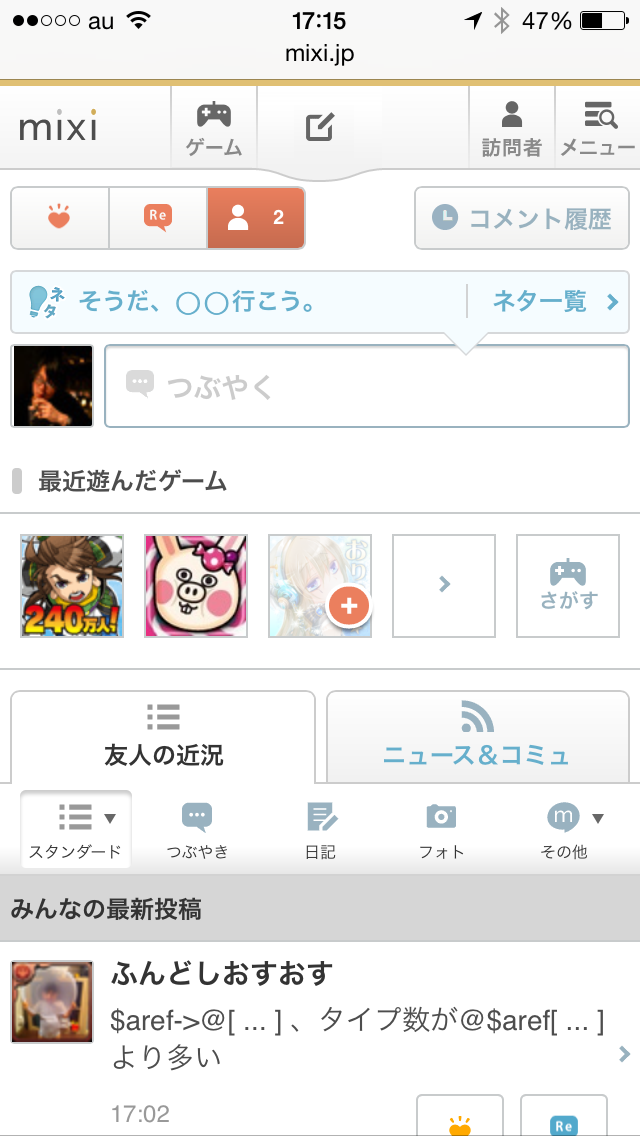 au 17:15 47%
mixi.jp
mixi ゲーム 訪問者 メニュー
Re 2 コメント履歴
ネタ そうだ、○○行こう。 ネタ一覧
つぶやく
最近遊んだゲーム
240万人! おり さがす
友人の近況 ニュース&コミュ
スタンダード つぶやき 日記 フォト m その他
みんなの最新投稿
ふんどしおすおす
$aref->@[ ... ] 、タイプ数が@$aref[ ... ]
より多い
17:02 Re